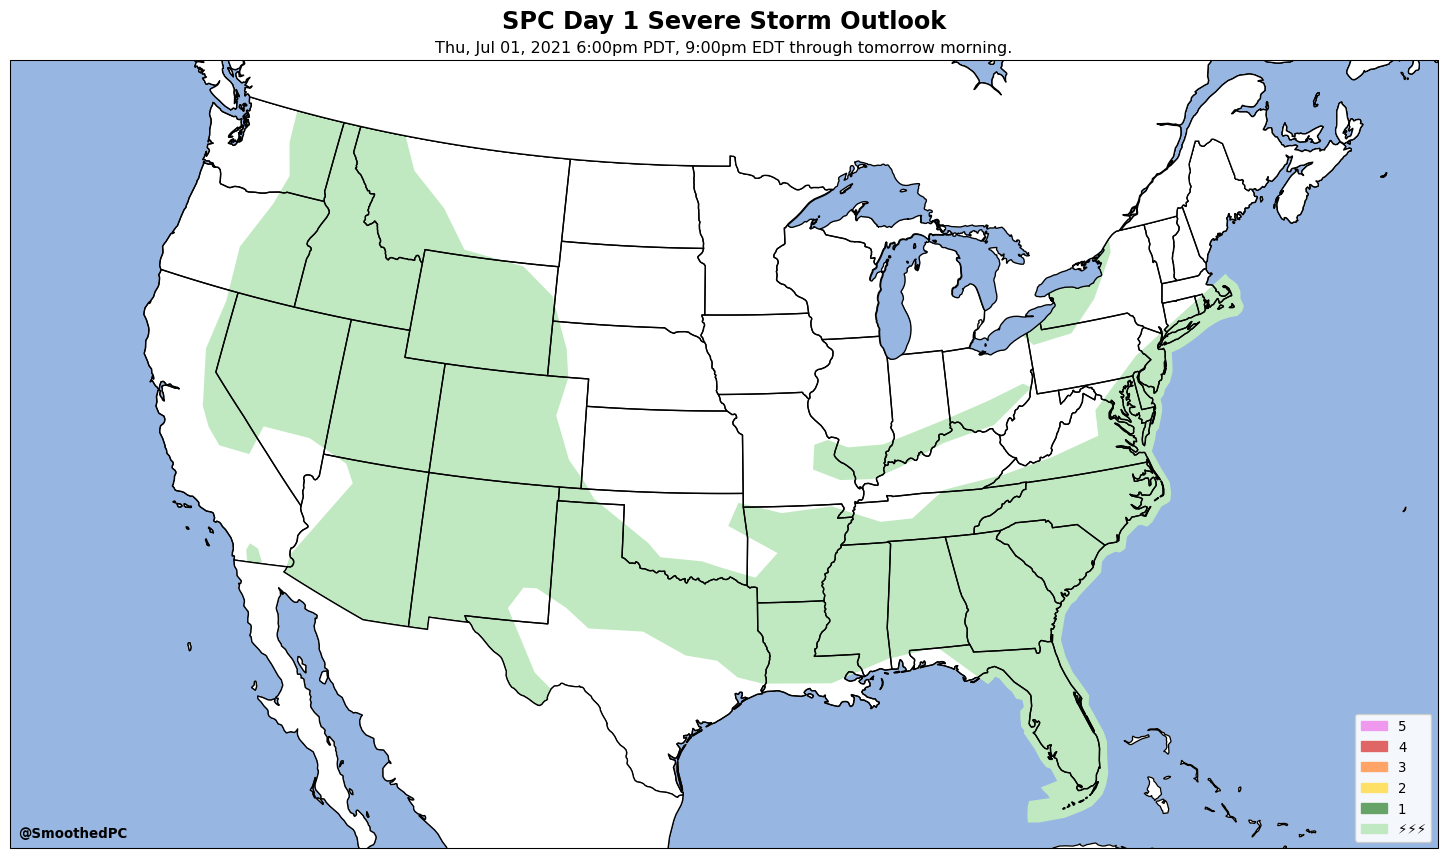 SPC Day 1 Severe Storm Outlook
Thu, Jul 01, 2021 6:00pm PDT, 9:00pm EDT through tomorrow morning.
5
4
3
2
1
⚡⚡⚡
@SmoothedPC